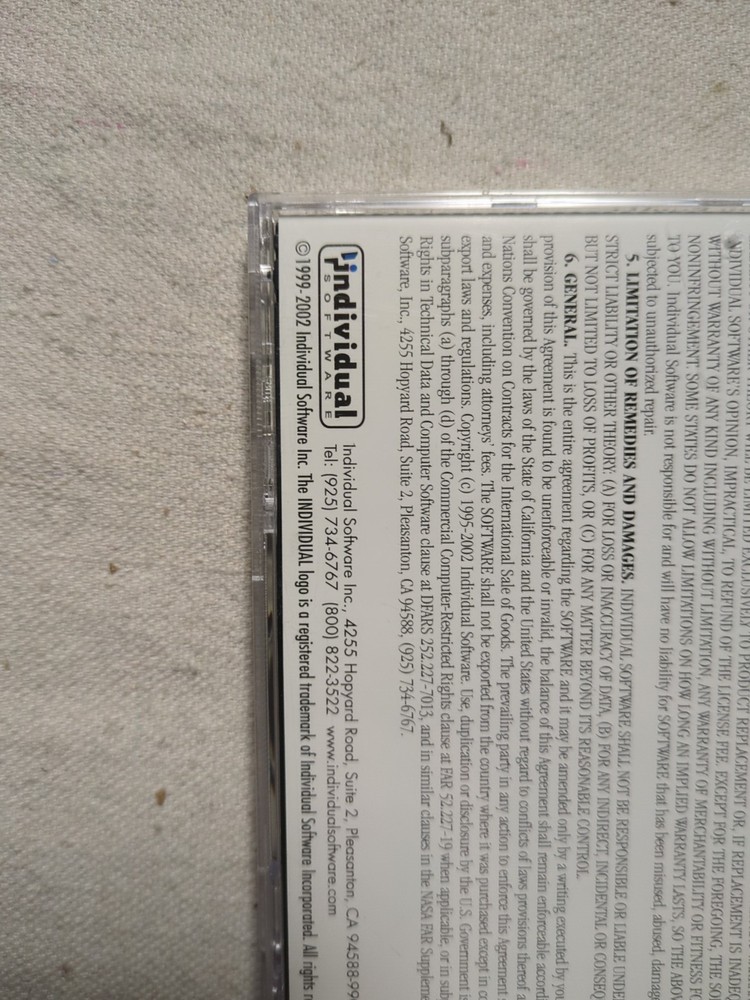 INDIVIDUAL SOFTWARE'S OPINION, IMPRACTICAL, TO REFUND OF THE LICENSE FEE. EXCEPT FOR THE FOREGOING, THE
WITHOUT WARRANTY OF ANY KIND INCLUDING WITHOUT LIMITATION, ANY WARRANTY OF MERCHANTABILITY OR FITNESS
NONINFRINGEMENT. SOME STATES DO NOT ALLOW LIMITATIONS ON HOW LONG AN IMPLIED WARRANTY LASTS, SO THE
TO YOU. Individual Software is not responsible for and will have no liability for SOFTWARE that has been misused, abused,
subjected to unauthorized repair.
5. LIMITATION OF REMEDIES AND DAMAGES. INDIVIDUAL SOFTWARE SHALL NOT BE RESPONSIBLE OR LIABLE
STRICT LIABILITY OR OTHER THEORY: (A) FOR LOSS OR INACCURACY OF DATA, (B) FOR ANY INDIRECT, INCIDENTAL OR
BUT NOT LIMITED TO LOSS OF PROFITS, OR (C) FOR ANY MATTER BEYOND ITS REASONABLE CONTROL.
6. GENERAL. This is the entire agreement regarding the SOFTWARE and it may be amended only by a writing executed by
provision of this Agreement is found to be unenforceable or invalid, the balance of this Agreement shall remain enforceable
shall be governed by the laws of the State of California and the United States without regard to conflicts of laws provisions thereof
Nations Convention on Contracts for the International Sale of Goods. The prevailing party in any action to enforce this Agreement
and expenses, including attorneys' fees. The SOFTWARE shall not be exported from the country where it was purchased except in
export laws and regulations. Copyright (c) 1995-2002 Individual Software. Use, duplication or disclosure by the U.S. Government
subparagraphs (a) through (d) of the Commercial Computer-Restricted Rights clause at FAR 52.227-19 when applicable, or in
Rights in Technical Data and Computer Software clause at DFARS 252.227-7013, and in similar clauses in the NASA FAR
Software, Inc., 4255 Hopyard Road, Suite 2, Pleasanton, CA 94588, (925) 734-6767.
individual
SOFTWARE
Individual Software Inc., 4255 Hopyard Road, Suite 2, Pleasanton, CA 94588-99
Tel: (925) 734-6767 (800) 822-3522 www.individualsoftware.com
©1999-2002 Individual Software Inc. The INDIVIDUAL logo is a registered trademark of Individual Software Incorporated. All rights